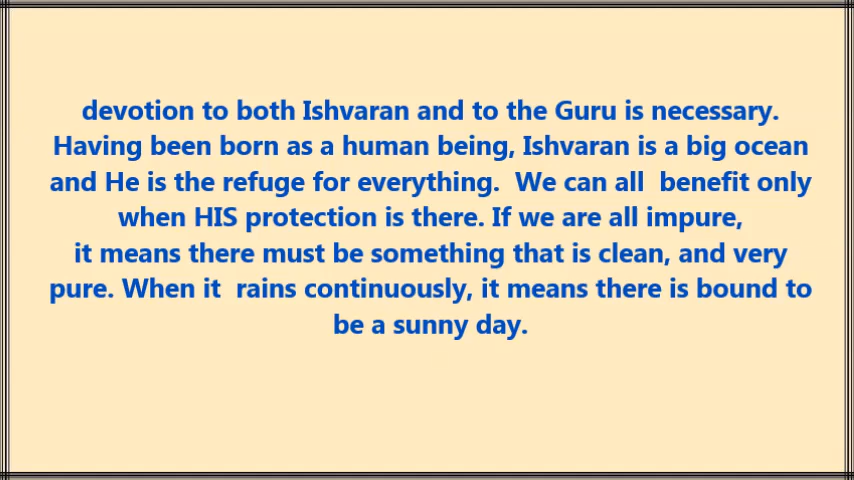 devotion to both Ishvaran and to the Guru is necessary.
Having been born as a human being, Ishvaran is a big ocean
and He is the refuge for everything.  We can all  benefit only
when HIS protection is there. If we are all impure,
it means there must be something that is clean, and very
pure. When it  rains continuously, it means there is bound to
be a sunny day.